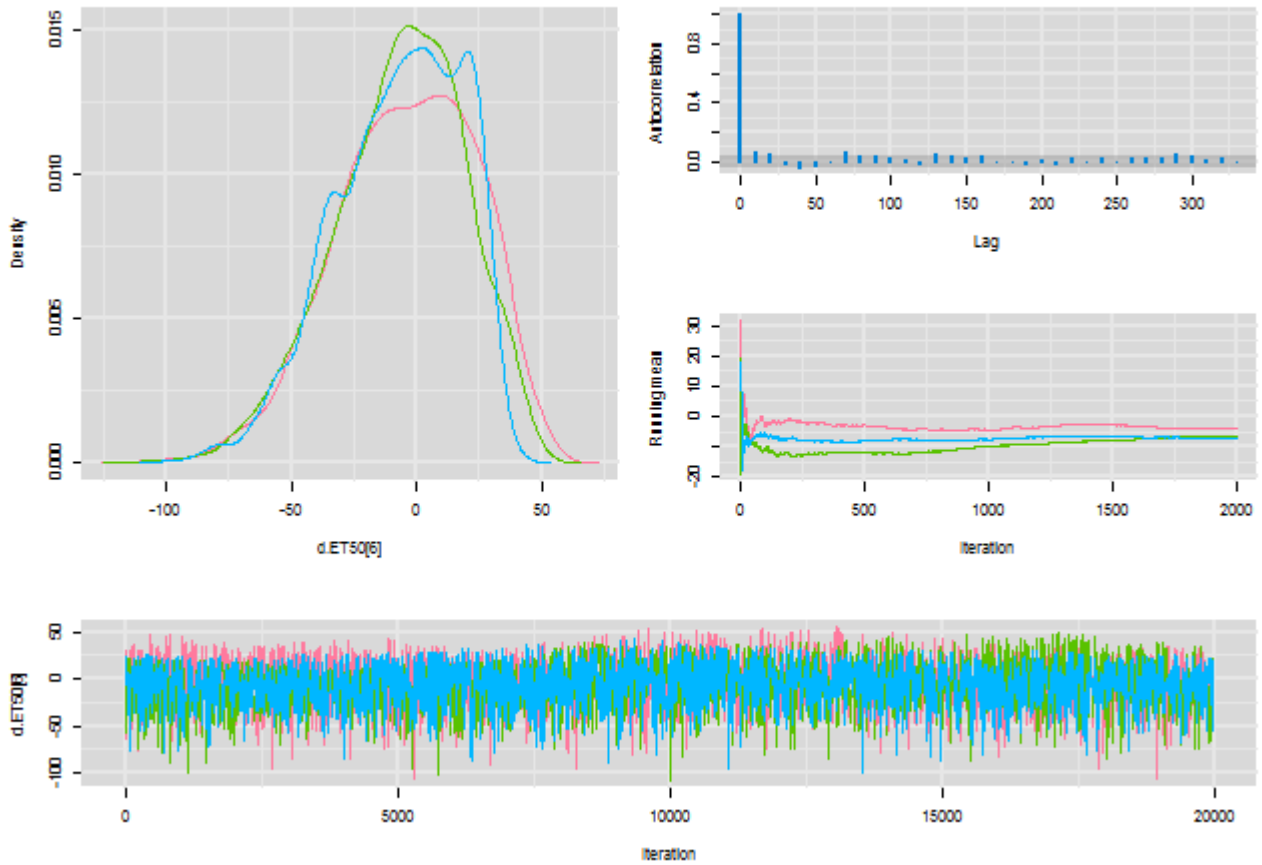 Density
0.000 0.005 0.010 0.015
-100 -50 0 50
d.ET50[6]
Autocorrelation
0.0 0.4 0.8
0 50 100 150 200 250 300
Lag
Running mean
-20 0 10 20 30
0 500 1000 1500 2000
Iteration
d.ET50[6]
-100 -50 0 50
0 5000 10000 15000 20000
Iteration